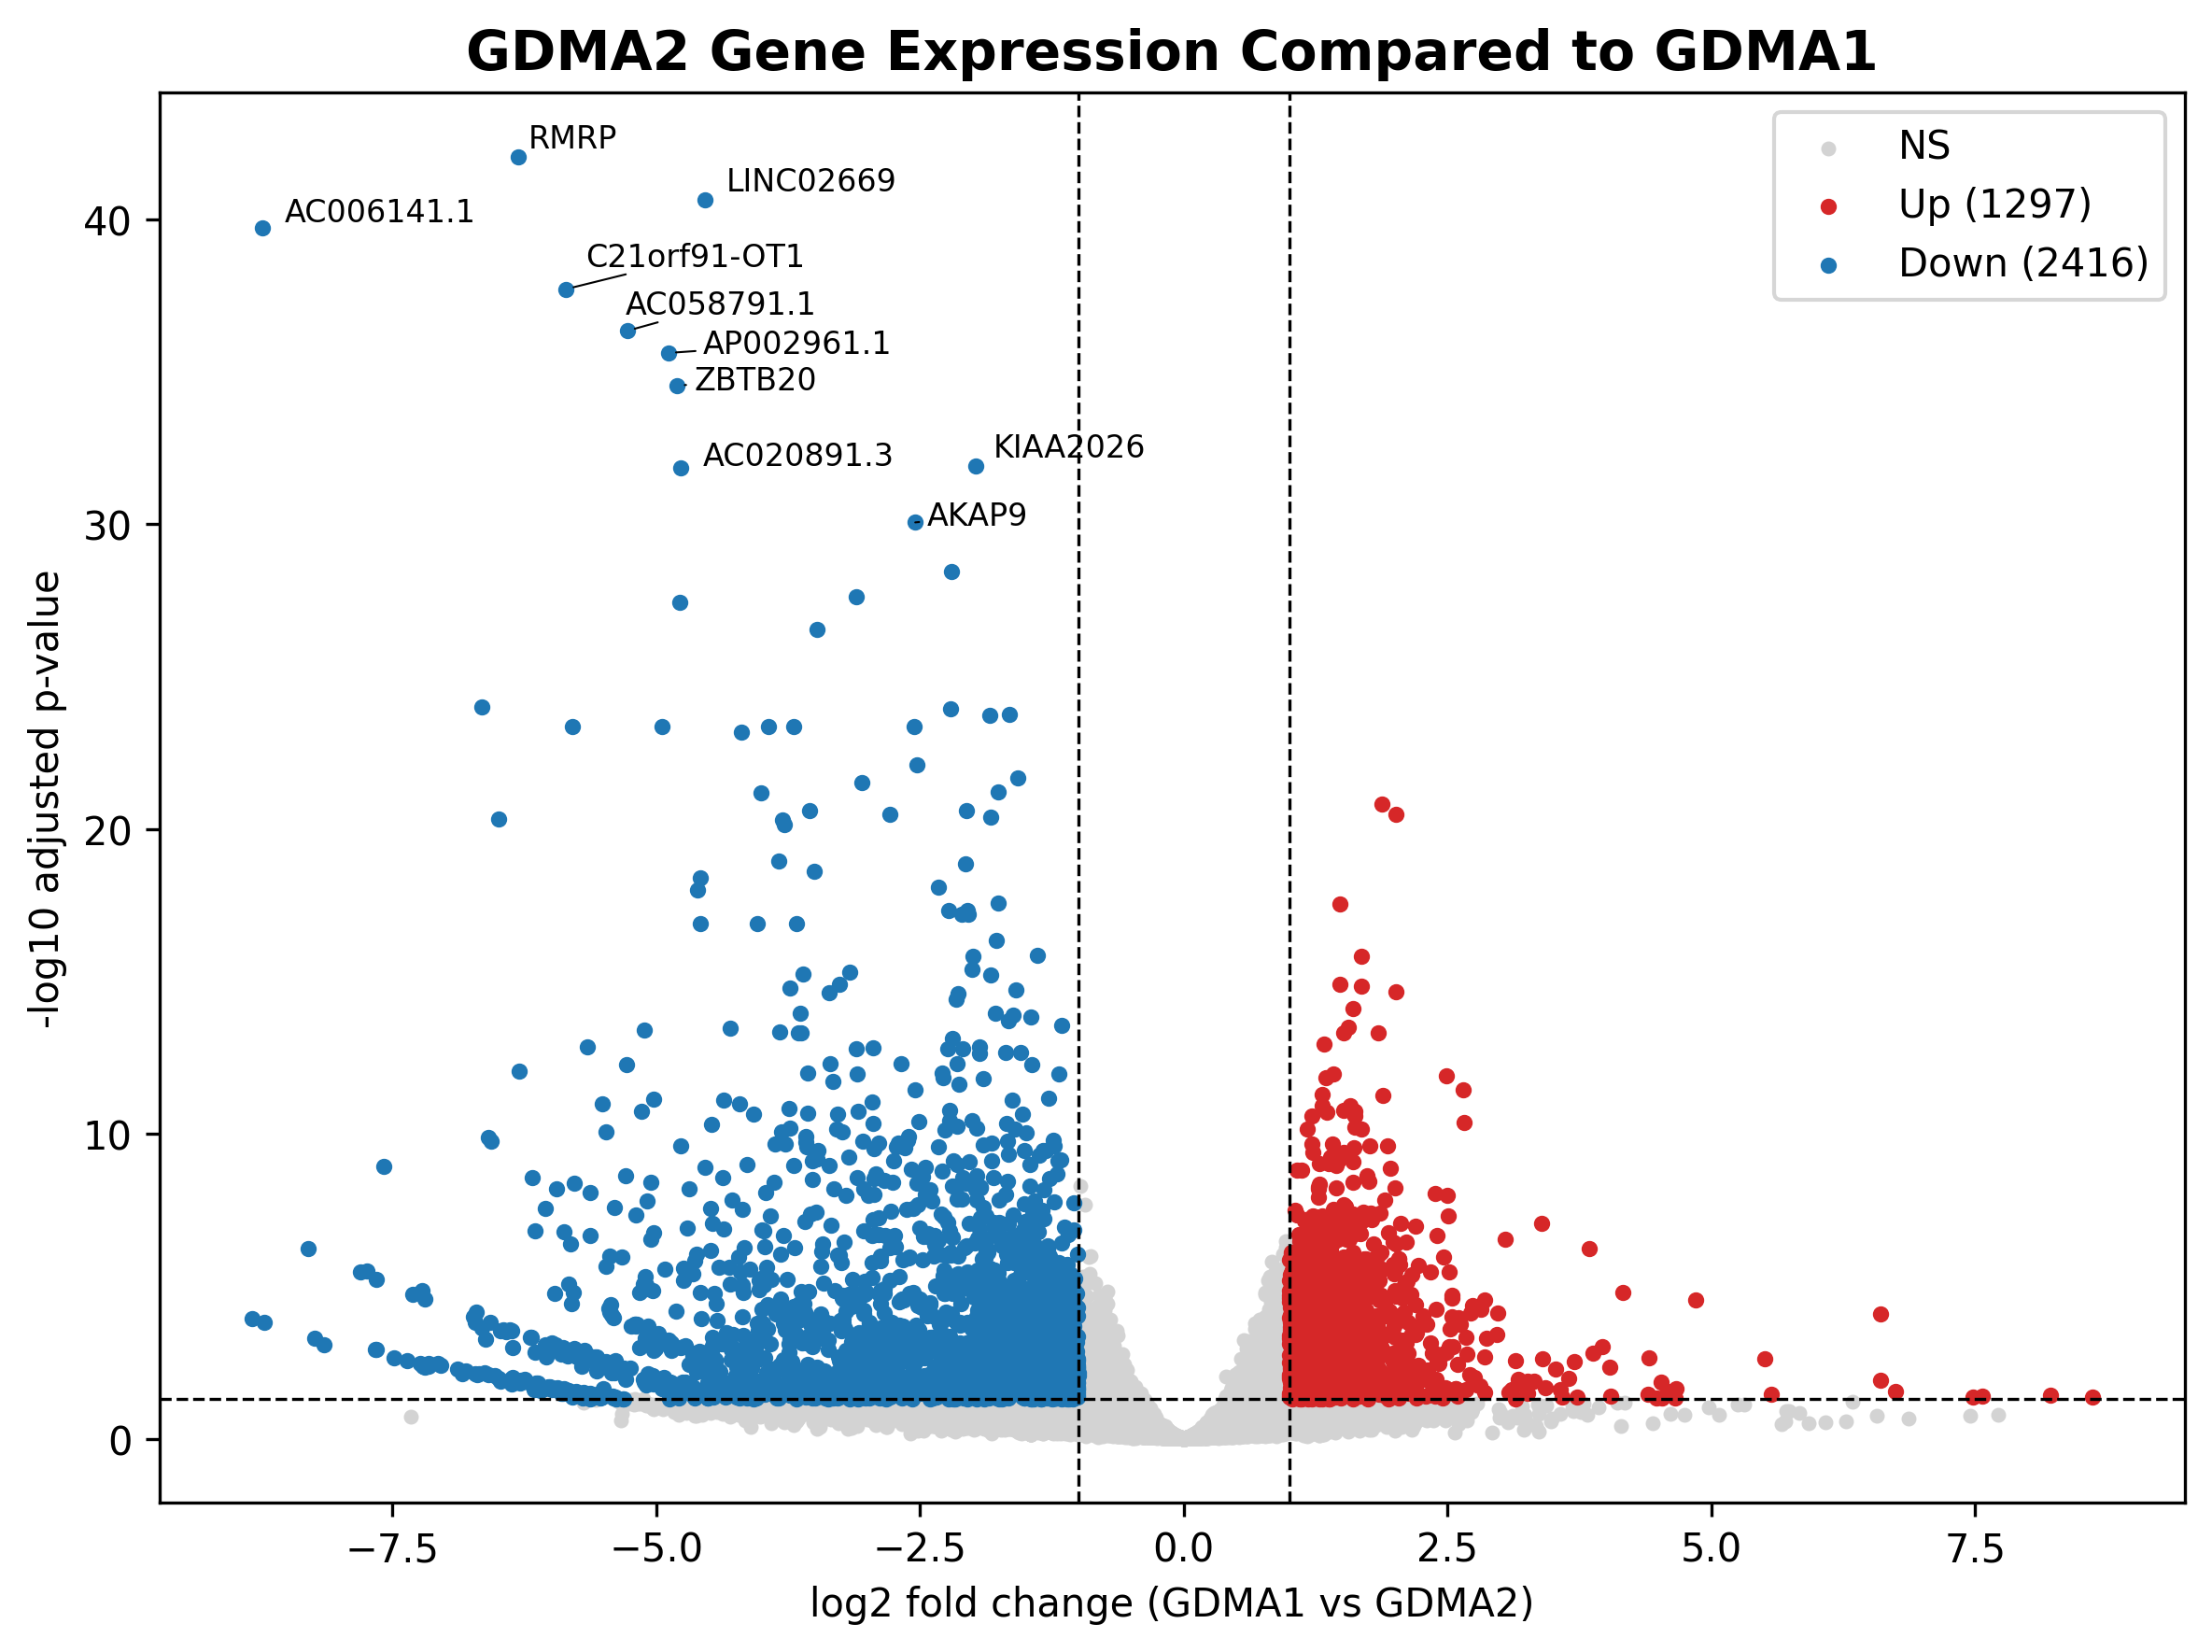 GDMA2 Gene Expression Compared to GDMA1
NS
Up (1297)
Down (2416)
RMRP
LINC02669
AC006141.1
C21orf91-OT1
AC058791.1
AP002961.1
ZBTB20
AC020891.3
KIAA2026
AKAP9
-log10 adjusted p-value
40
30
20
10
0
−7.5
−5.0
−2.5
0.0
2.5
5.0
7.5
log2 fold change (GDMA1 vs GDMA2)